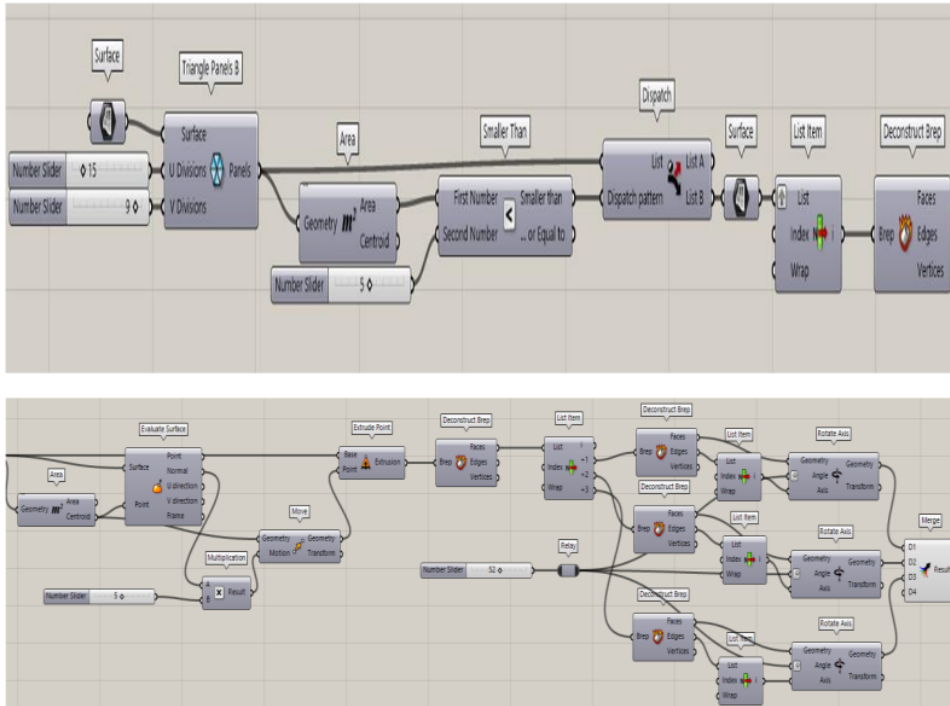 Surface
Triangle Panels B
Surface
U Divisions
V Divisions
Panels
Number Slider
15
Number Slider
9
Area
Geometry
Area
Centroid
Number Slider
5
Smaller Than
First Number
Second Number
Smaller than
... or Equal to
Dispatch
List
Dispatch pattern
List A
List B
Surface
List Item
List
Index
Wrap
i
Deconstruct Brep
Brep
Faces
Edges
Vertices
Area
Geometry
Area
Centroid
Evaluate Surface
Surface
Point
Point
Normal
U direction
V direction
Frame
Number Slider
5
Multiplication
A
B
Result
Move
Geometry
Motion
Geometry
Transform
Extrude Point
Base
Point
Extrusion
Deconstruct Brep
Brep
Faces
Edges
Vertices
List Item
List
Index
Wrap
i
+1
+2
+3
Number Slider
52
Relay
Deconstruct Brep
Brep
Faces
Edges
Vertices
List Item
List
Index
Wrap
i
Rotate Axis
Geometry
Angle
Axis
Geometry
Transform
Deconstruct Brep
Brep
Faces
Edges
Vertices
List Item
List
Index
Wrap
i
Rotate Axis
Geometry
Angle
Axis
Geometry
Transform
Deconstruct Brep
Brep
Faces
Edges
Vertices
List Item
List
Index
Wrap
i
Rotate Axis
Geometry
Angle
Axis
Geometry
Transform
Merge
D1
D2
D3
D4
Result